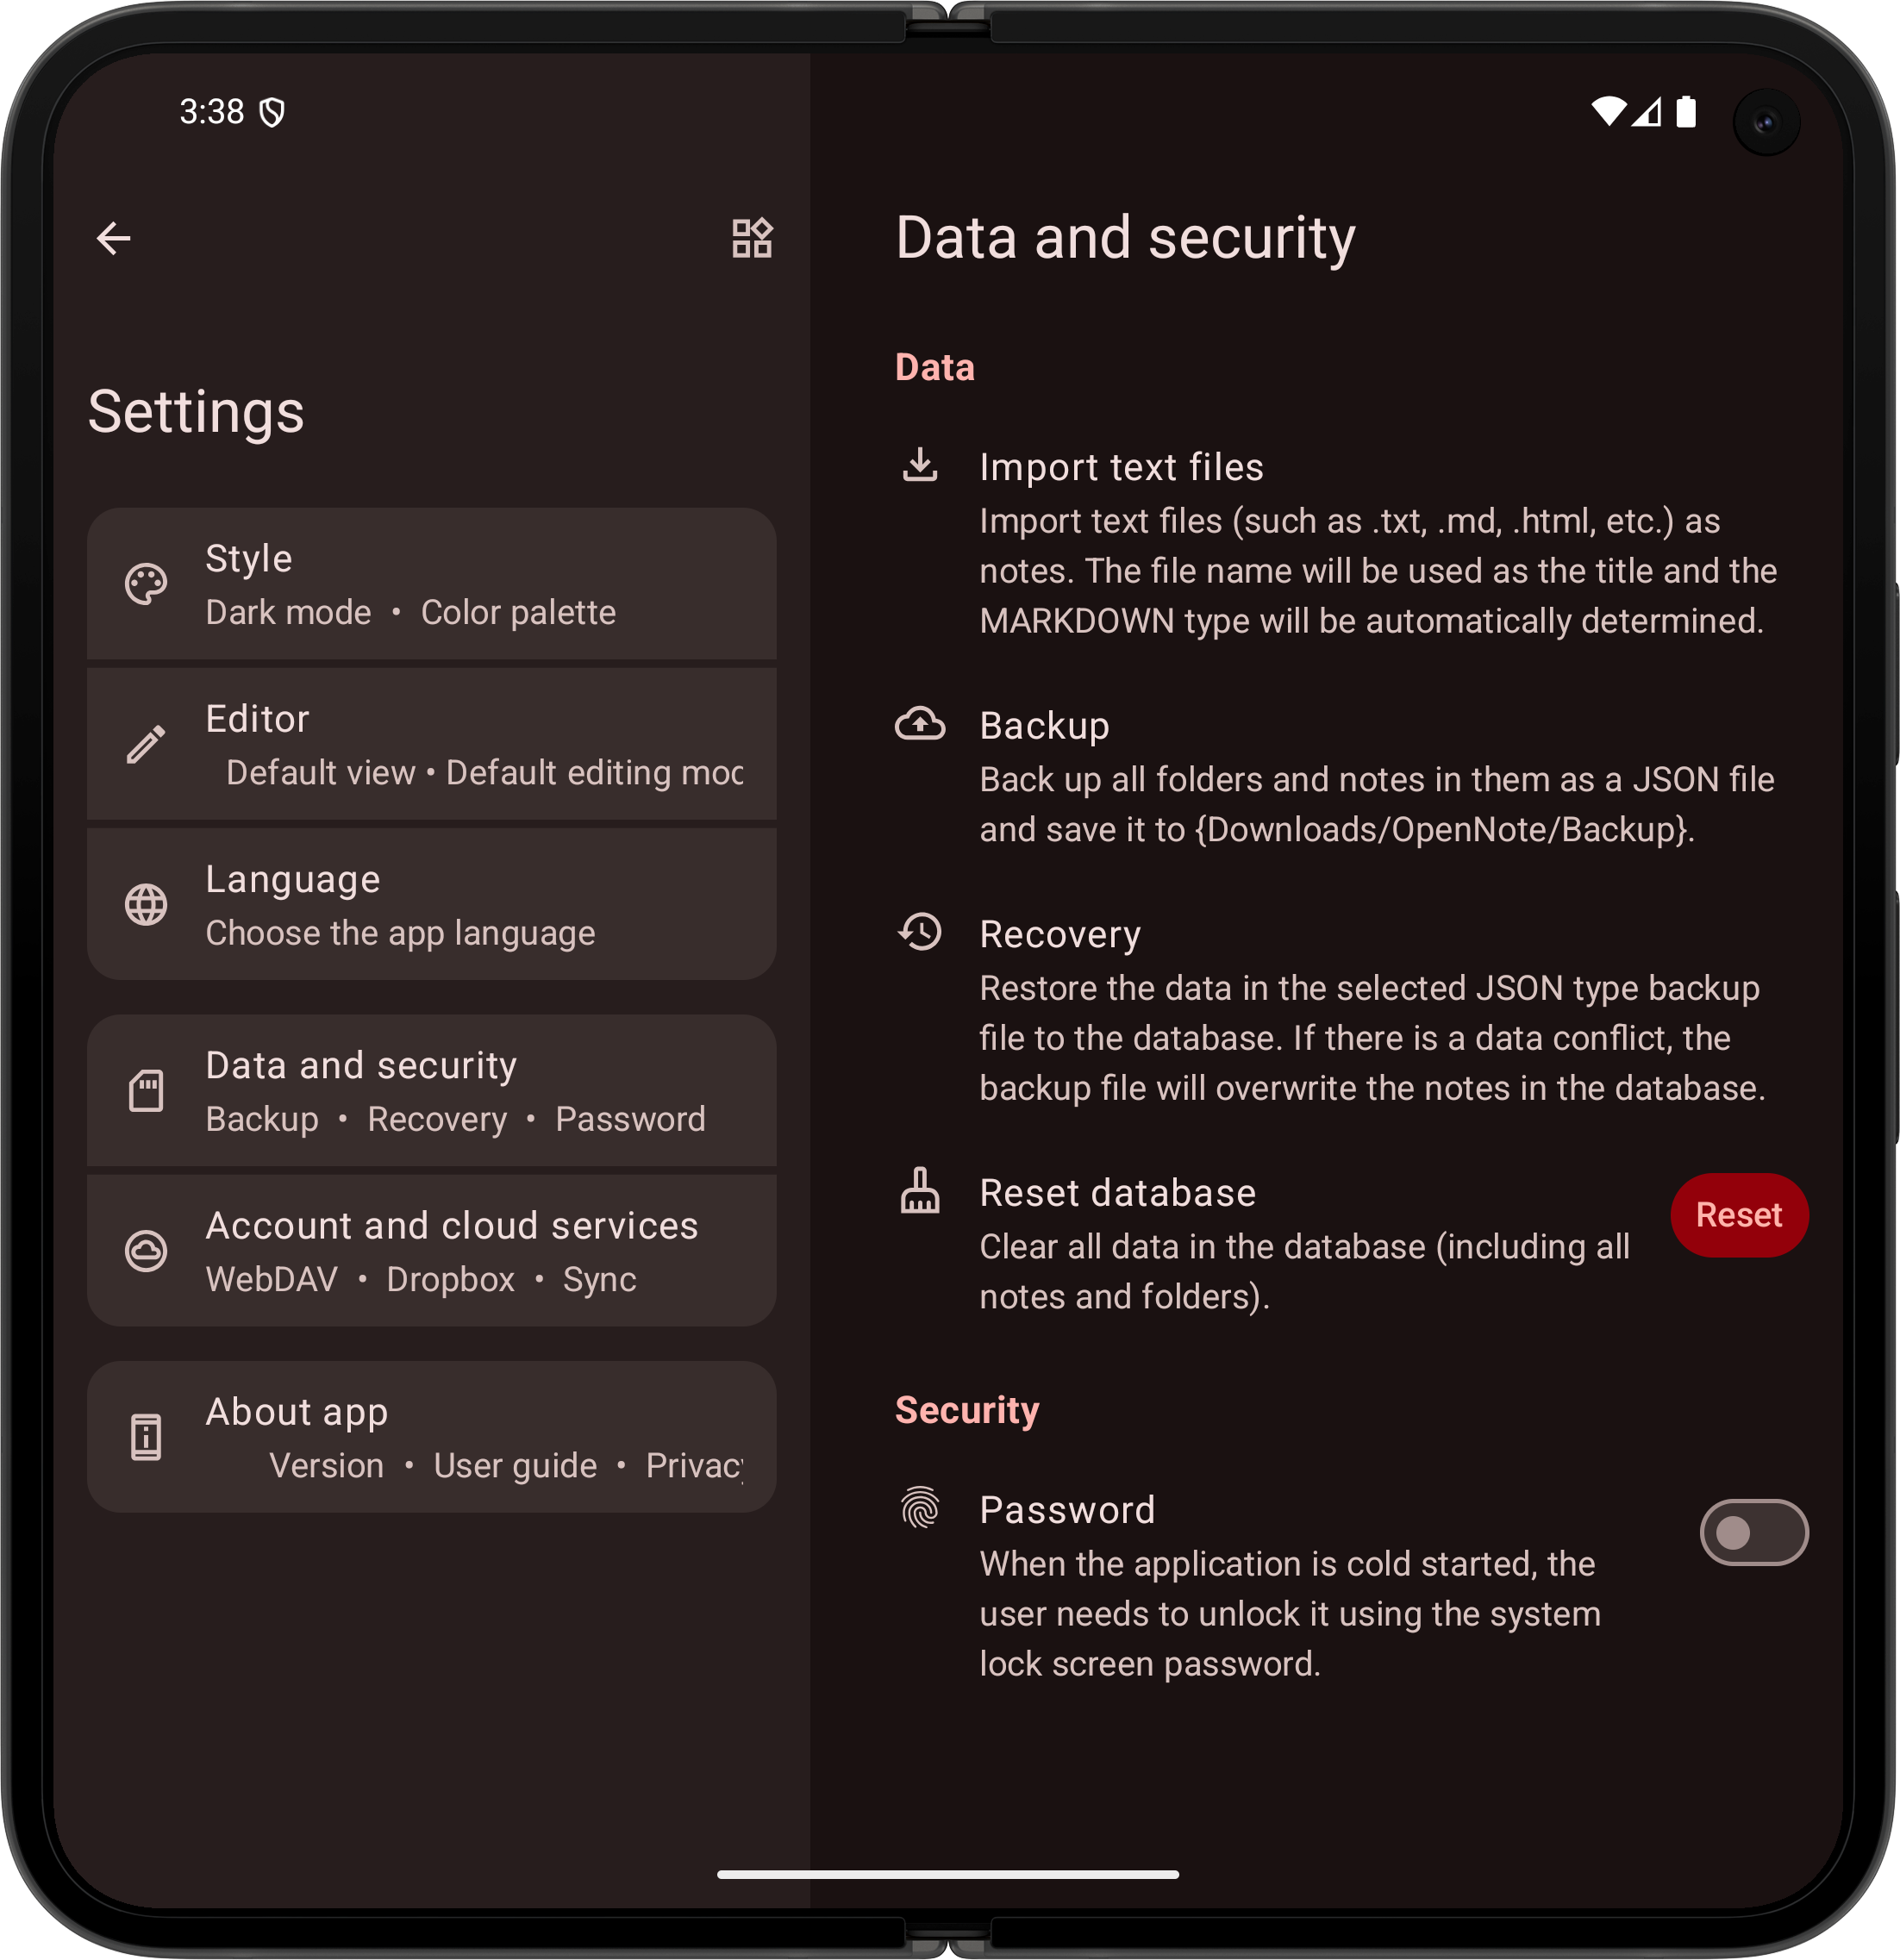 3:38
Settings
Style
Dark mode • Color palette
Editor
Default view • Default editing
Language
Choose the app language
Data and security
Backup • Recovery • Password
Account and cloud services
WebDAV • Dropbox • Sync
About app
Version • User guide • Privacy
Data and security
Data
Import text files
Import text files (such as .txt, .md, .html, etc.) as
notes. The file name will be used as the title and the
MARKDOWN type will be automatically determined.
Backup
Back up all folders and notes in them as a JSON file
and save it to {Downloads/OpenNote/Backup}.
Recovery
Restore the data in the selected JSON type backup
file to the database. If there is a data conflict, the
backup file will overwrite the notes in the database.
Reset database
Clear all data in the database (including all
notes and folders).
Reset
Security
Password
When the application is cold started, the
user needs to unlock it using the system
lock screen password.